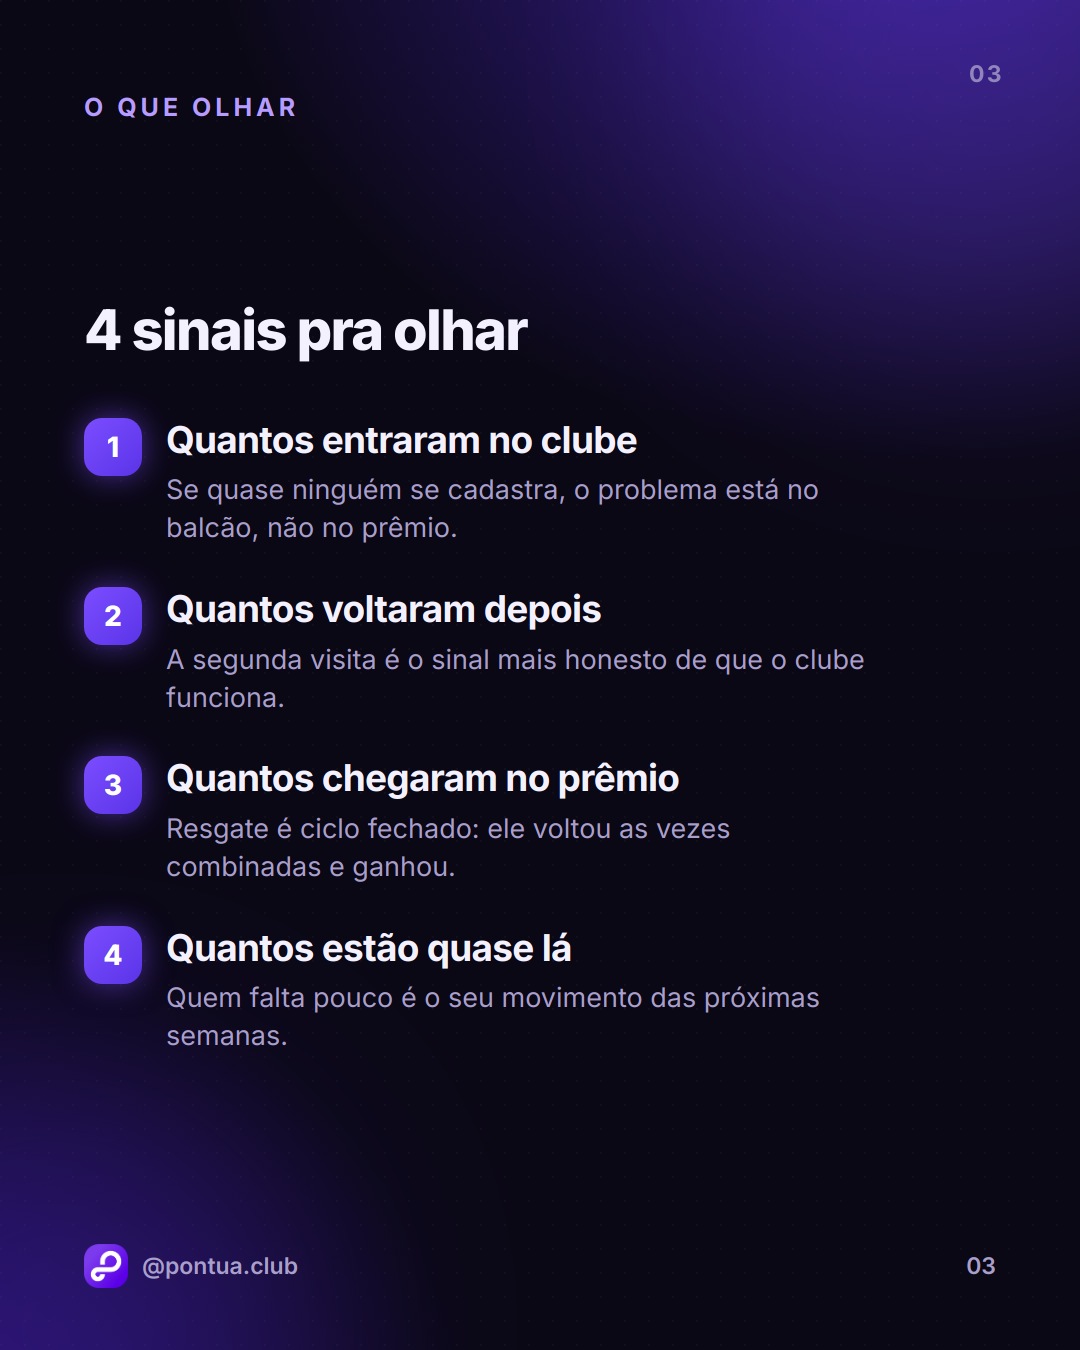 03
O QUE OLHAR
4 sinais pra olhar
1
Quantos entraram no clube
Se quase ninguém se cadastra, o problema está no
balcão, não no prêmio.
2
Quantos voltaram depois
A segunda visita é o sinal mais honesto de que o clube
funciona.
3
Quantos chegaram no prêmio
Resgate é ciclo fechado: ele voltou as vezes
combinadas e ganhou.
4
Quantos estão quase lá
Quem falta pouco é o seu movimento das próximas
semanas.
@pontua.club
03